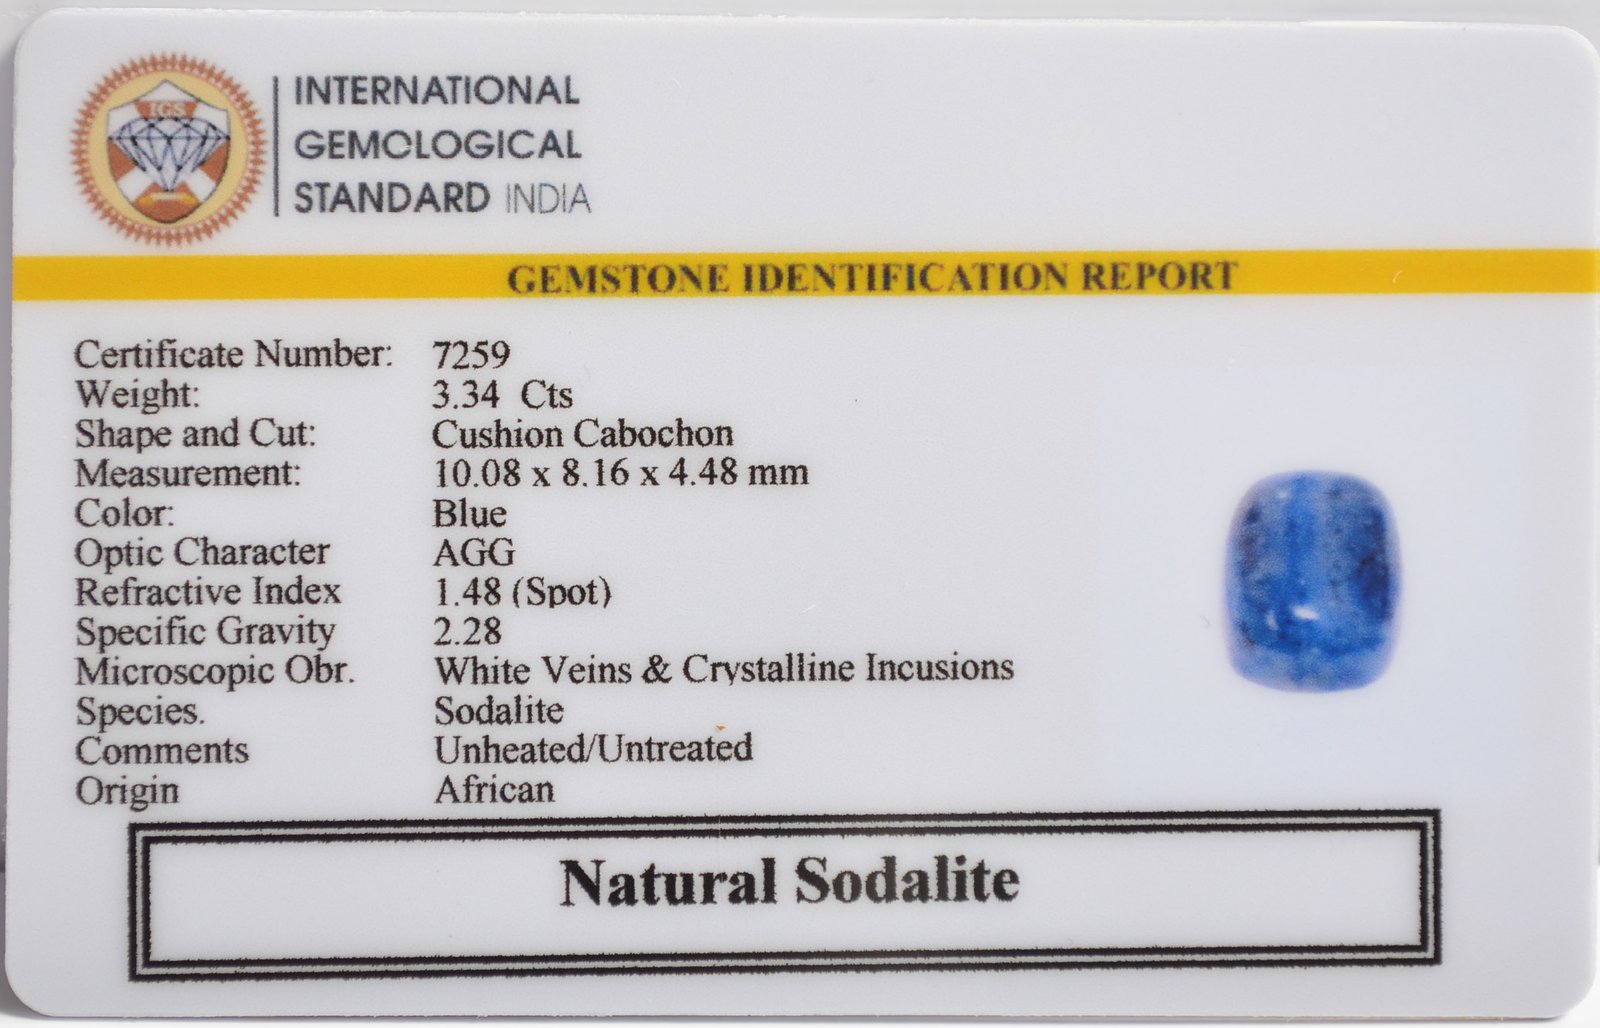 IGS
INTERNATIONAL
GEMOLOGICAL
STANDARD INDIA
GEMSTONE IDENTIFICATION REPORT
Certificate Number: 7259
Weight: 3.34 Cts
Shape and Cut: Cushion Cabochon
Measurement: 10.08 x 8.16 x 4.48 mm
Color: Blue
Optic Character AGG
Refractive Index 1.48 (Spot)
Specific Gravity 2.28
Microscopic Obr. White Veins & Crystalline Incusions
Species. Sodalite
Comments Unheated/Untreated
Origin African
Natural Sodalite